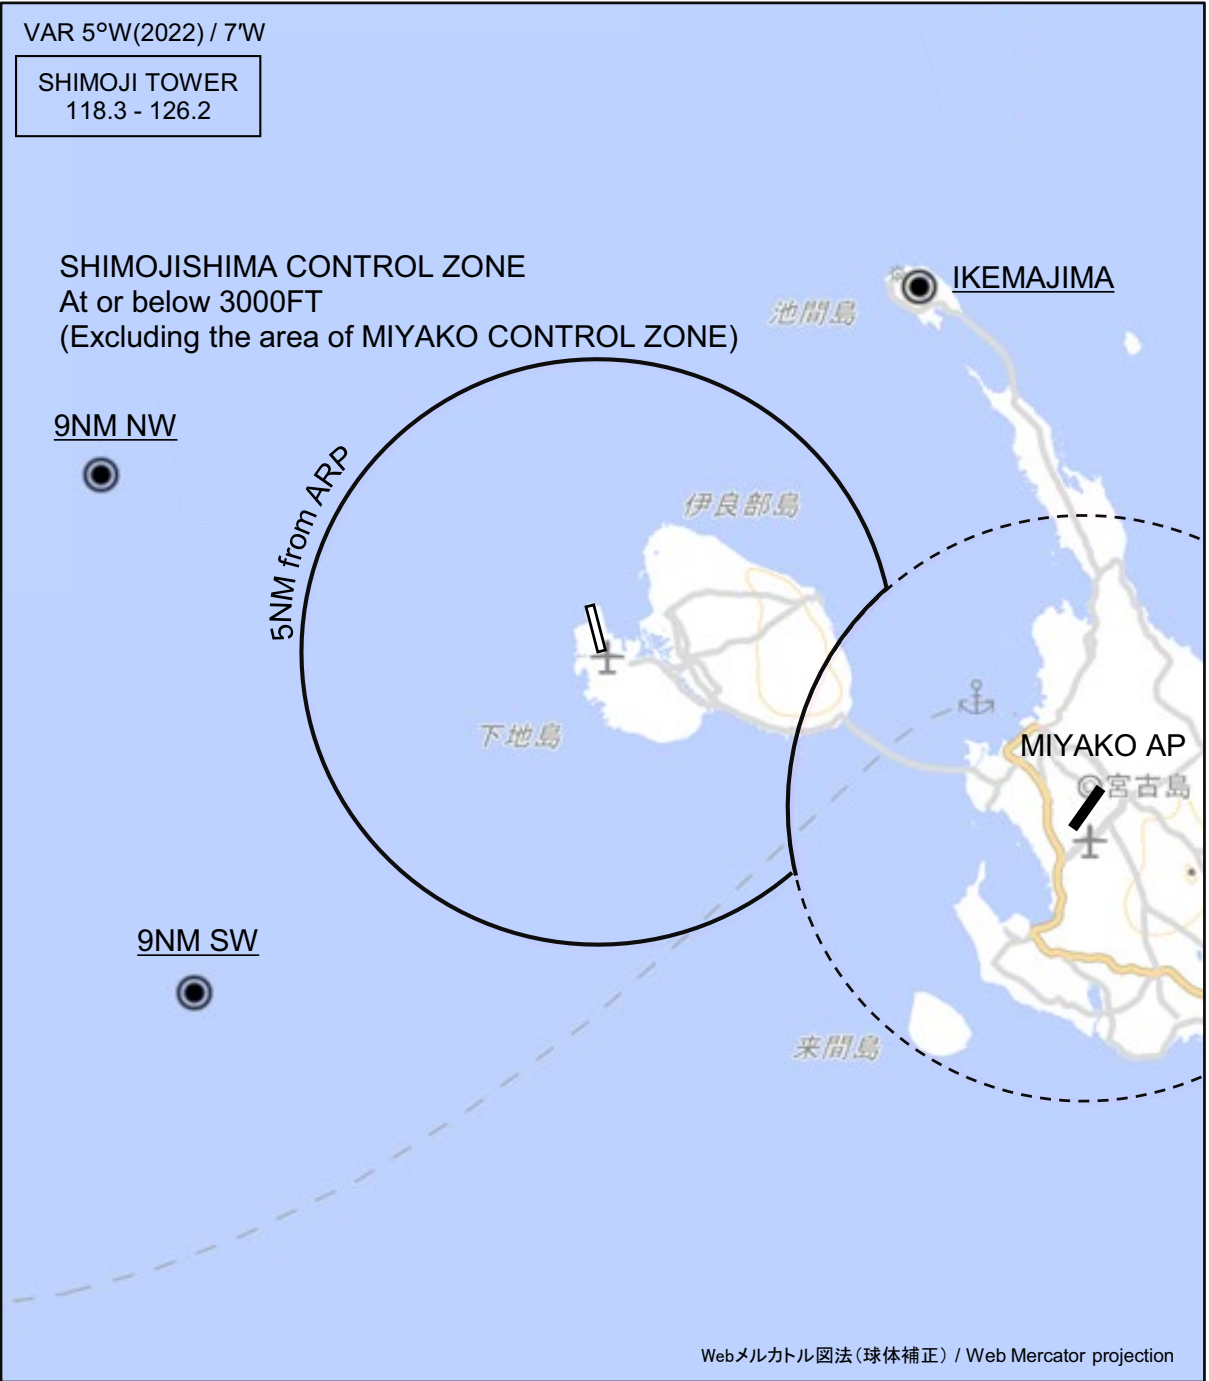 VAR 5°W(2022) / 7'W
SHIMOJI TOWER
118.3 - 126.2
SHIMOJISHIMA CONTROL ZONE
At or below 3000FT
(Excluding the area of MIYAKO CONTROL ZONE)
IKEMAJIMA
池間島
9NM NW
5NM from ARP
伊良部島
下地島
MIYAKO AP
宮古島
9NM SW
来間島
Webメルカトル図法(球体補正) / Web Mercator projection